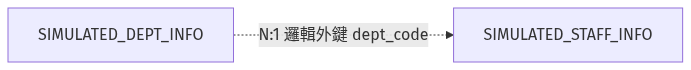 SIMULATED_DEPT_INFO
N:1 邏輯外鍵 dept_code
SIMULATED_STAFF_INFO